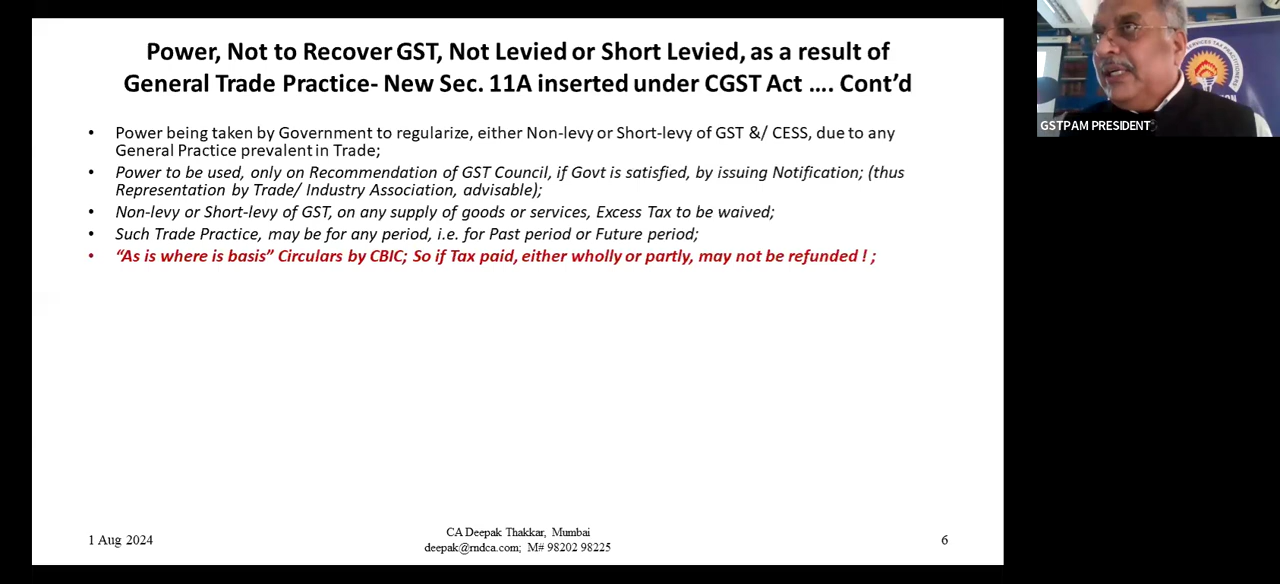 Power, Not to Recover GST, Not Levied or Short Levied, as a result of
General Trade Practice- New Sec. 11A inserted under CGST Act .... Cont'd
• Power being taken by Government to regularize, either Non-levy or Short-levy of GST &/ CESS, due to any
General Practice prevalent in Trade;
• Power to be used, only on Recommendation of GST Council, if Govt is satisfied, by issuing Notification; (thus
Representation by Trade/ Industry Association, advisable);
• Non-levy or Short-levy of GST, on any supply of goods or services, Excess Tax to be waived;
• Such Trade Practice, may be for any period, i.e. for Past period or Future period;
• “As is where is basis” Circulars by CBIC; So if Tax paid, either wholly or partly, may not be refunded ! ;
1 Aug 2024
CA Deepak Thakkar, Mumbai
deepak@rndca.com; M# 98202 98225
6
GSTPAM PRESIDENT